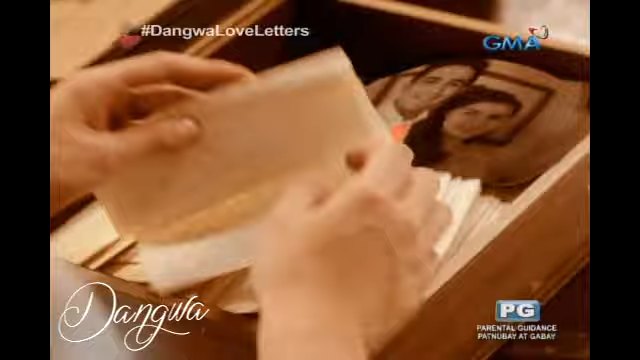 #DangwaLoveLetters
GMA
Dangwa
PG
PARENTAL GUIDANCE
PATNUBAY AT GABAY